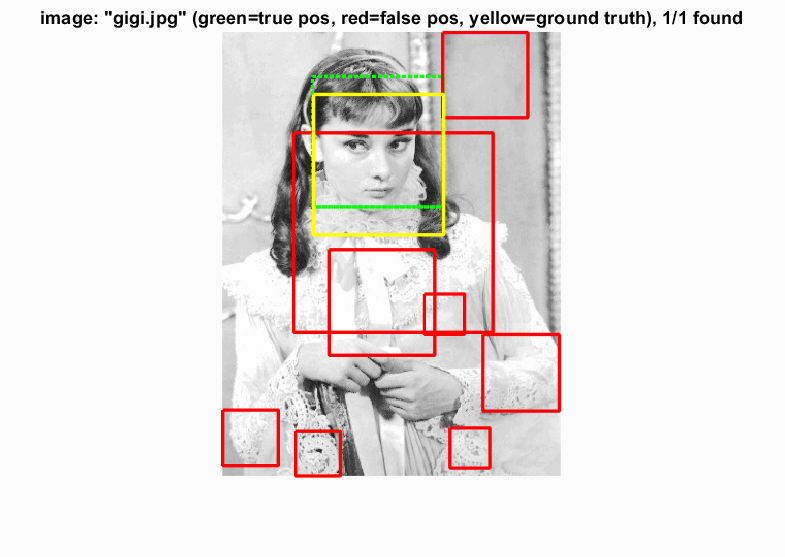 image: "gigi.jpg" (green=true pos, red=false pos, yellow=ground truth), 1/1 found